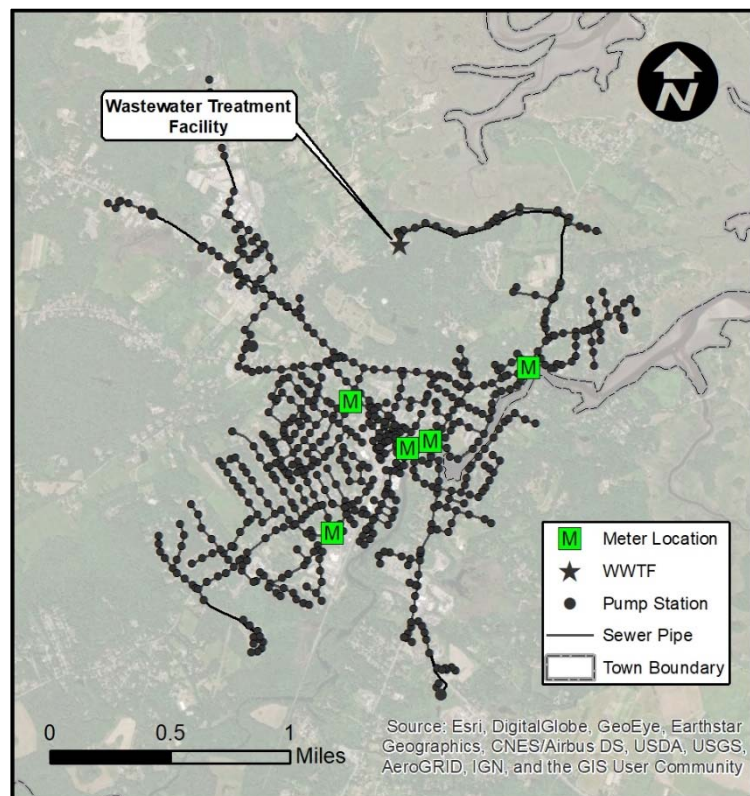 N
Wastewater Treatment
Facility
M
M
M
M
M
M Meter Location
WWTF
Pump Station
Sewer Pipe
Town Boundary
0 0.5 1
Miles
Source: Esri, DigitalGlobe, GeoEye, Earthstar
Geographics, CNES/Airbus DS, USDA, USGS,
AeroGRID, IGN, and the GIS User Community